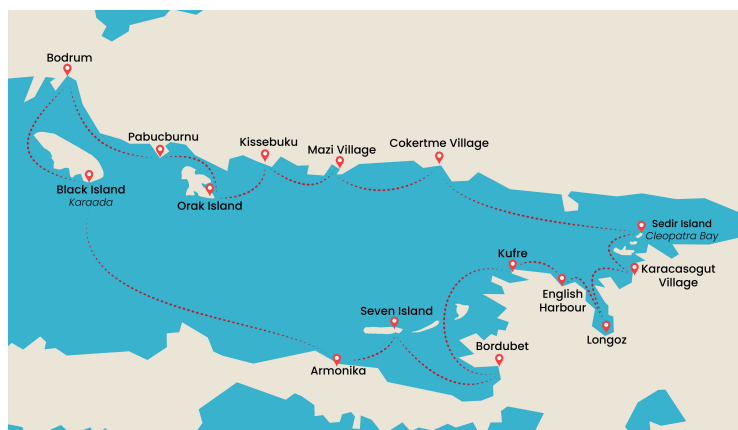 Bodrum
Pabucburnu
Kissebuku
Mazi Village
Cokertme Village
Black Island
Karaada
Orak Island
Sedir Island
Cleopatra Bay
Kufre
Karacasogut
Village
English
Harbour
Seven Island
Longoz
Bordubet
Armonika